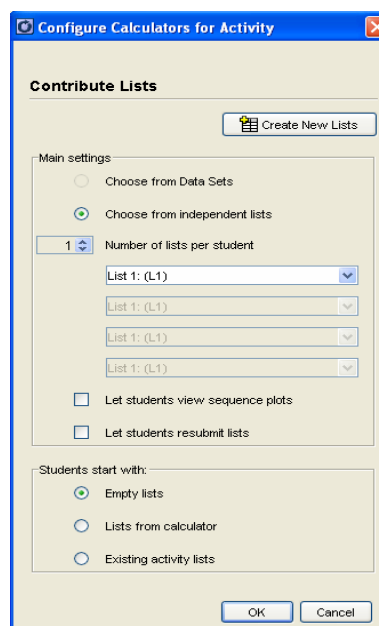 Configure Calculators for Activity
Contribute Lists
Create New Lists
Main settings
Choose from Data Sets
Choose from independent lists
1 Number of lists per student
List 1: (L1)
List 1: (L1)
List 1: (L1)
List 1: (L1)
Let students view sequence plots
Let students resubmit lists
Students start with:
Empty lists
Lists from calculator
Existing activity lists
OK Cancel